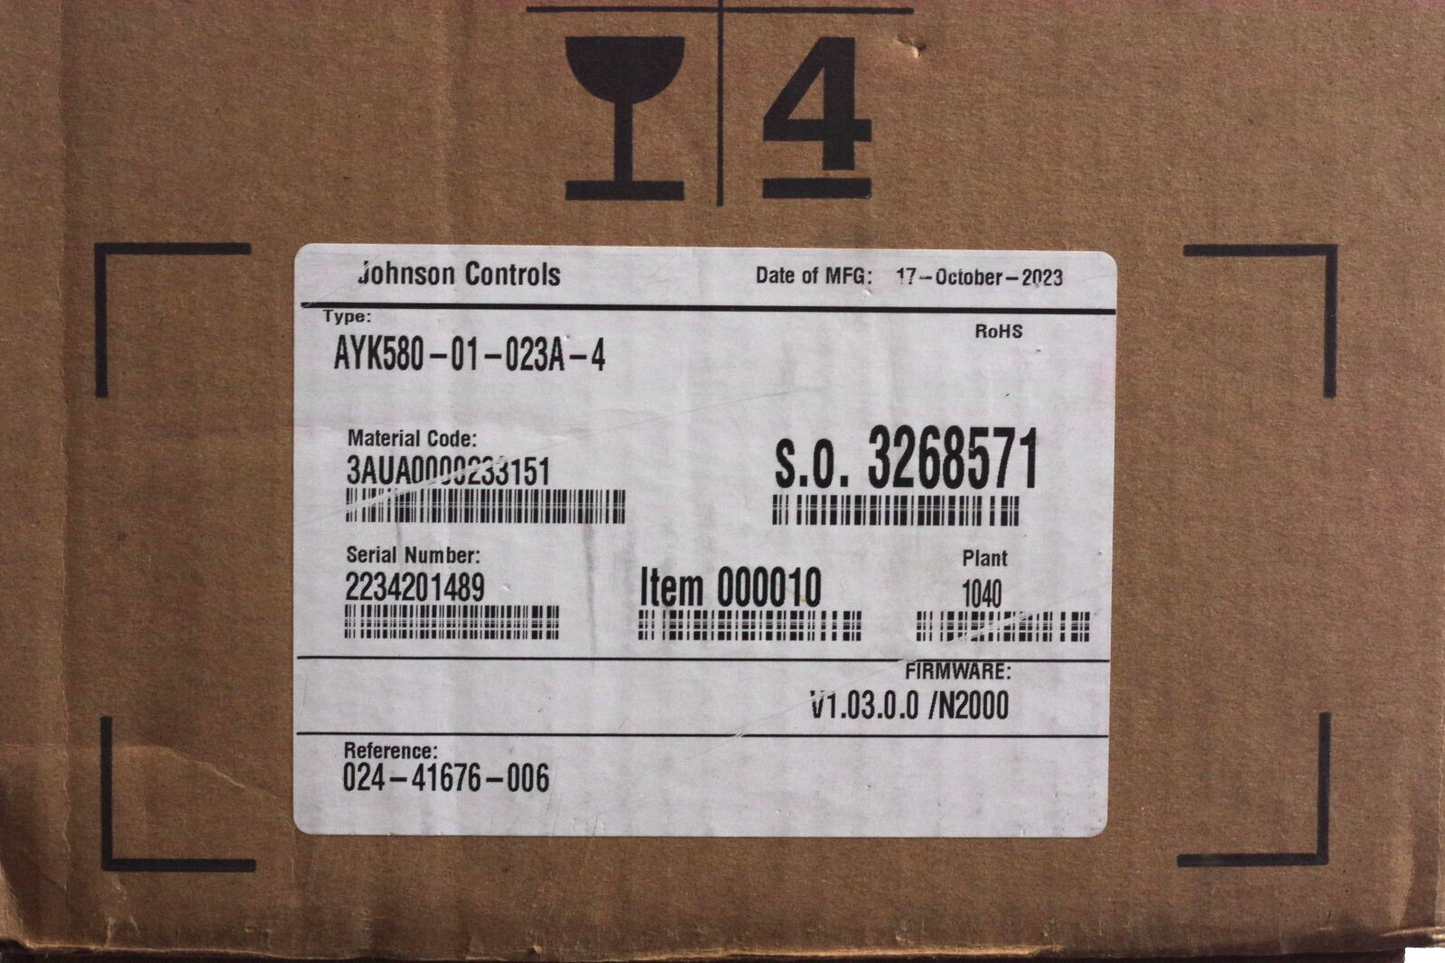 4
Johnson Controls
Date of MFG: 17-October-2023
Type:
RoHS
AYK580-01-023A-4
Material Code:
3AUA0000233151
S.O. 3268571
Serial Number:
2234201489
Item 000010
Plant
1040
FIRMWARE:
V1.03.0.0 /N2000
Reference:
024-41676-006